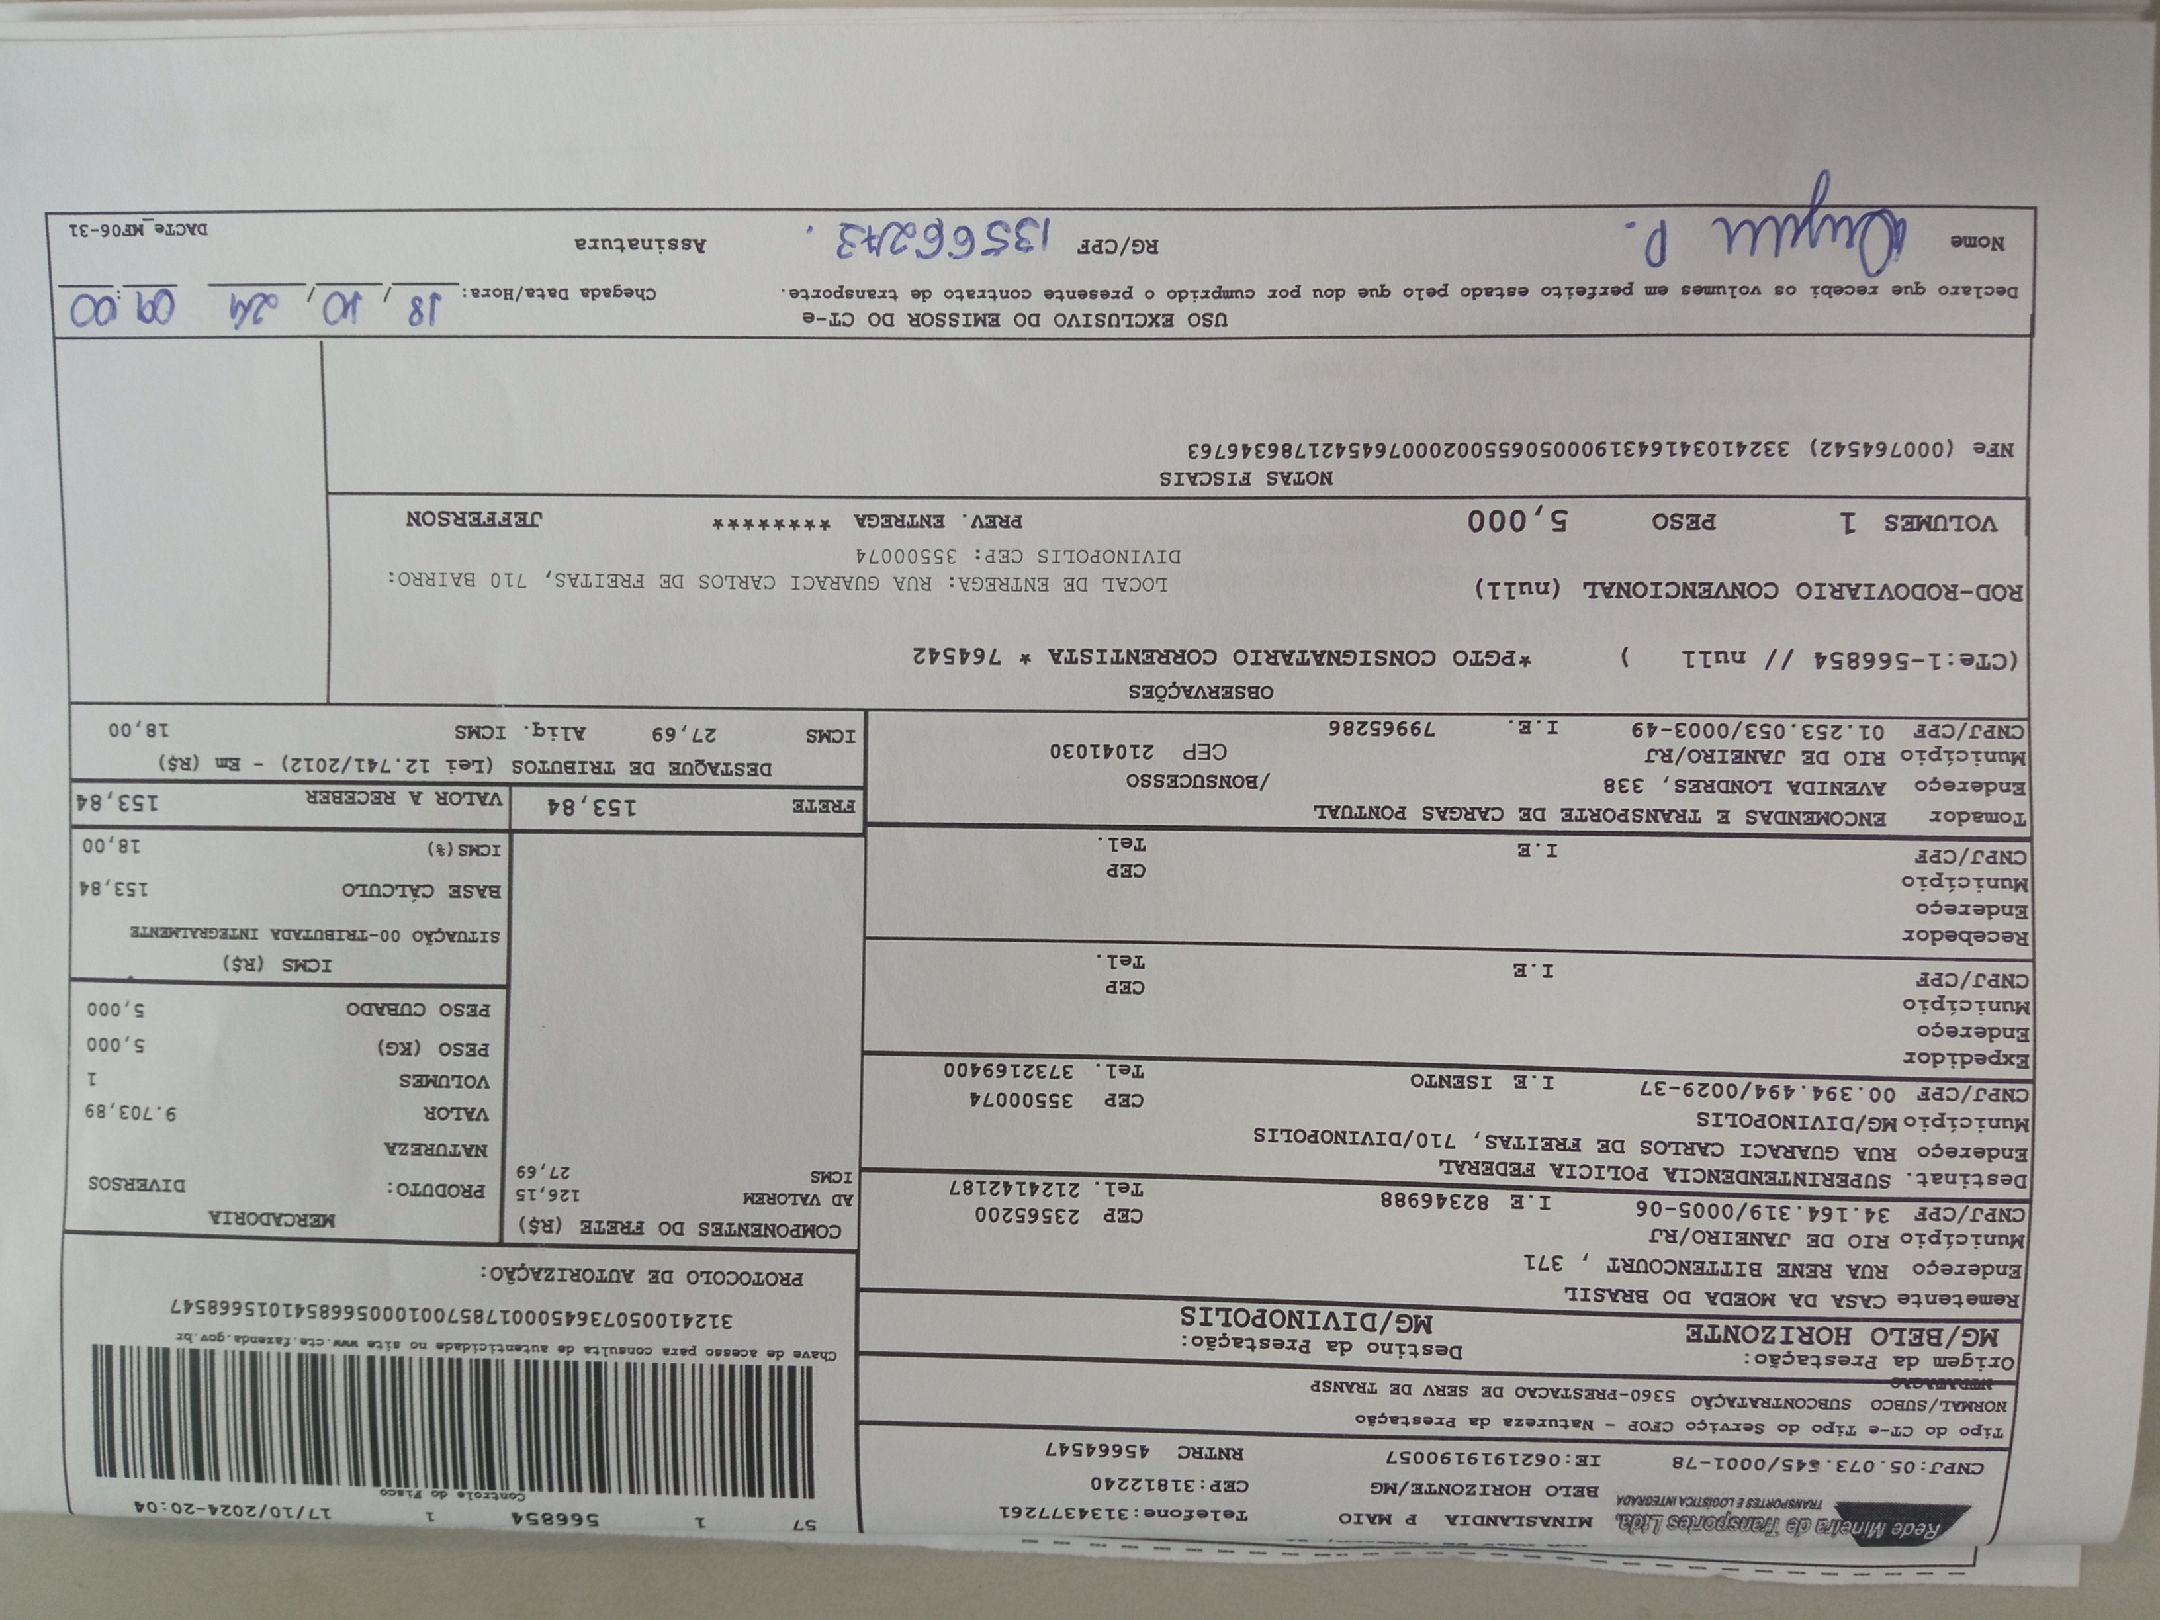 Rede Mineira de Transportes Ltda.
TRANSPORTES E LOGÍSTICA INTEGRADA
MINASLANDIA P MAIO Telefone:3134377261
BELO HORIZONTE/MG CEP:31812240
CNPJ:05.073.645/0001-78 IE:0621919190057 RNTRC 45664547
57 1 566854 1 17/10/2024-20:04
Controle do Fisco
Tipo do CT-e Tipo do Serviço CFOP - Natureza da Prestação
NORMAL/SUBCO SUBCONTRATAÇÃO 5360-PRESTACAO DE SERV DE TRANSP
Chave de acesso para consulta de autenticidade no site www.cte.fazenda.gov.br
31241005073645000178570010005668541015668547
PROTOCOLO DE AUTORIZAÇÃO:
Origem da Prestação: Destino da Prestação:
MG/BELO HORIZONTE MG/DIVINOPOLIS
Remetente CASA DA MOEDA DO BRASIL
Endereço RUA RENE BITTENCOURT , 371
Município RIO DE JANEIRO/RJ CEP 23565200
CNPJ/CPF 34.164.319/0005-06 I.E 82346988 Tel. 2124142187
Destinat. SUPERINTENDENCIA POLICIA FEDERAL
Endereço RUA GUARACI CARLOS DE FREITAS, 710/DIVINOPOLIS
Município MG/DIVINOPOLIS CEP 35500074
CNPJ/CPF 00.394.494/0029-37 I.E ISENTO Tel. 3732169400
Expedidor
Endereço
Município CEP
CNPJ/CPF I.E Tel.
Recebedor
Endereço
Município CEP
CNPJ/CPF I.E Tel.
Tomador ENCOMENDAS E TRANSPORTE DE CARGAS PONTUAL
Endereço AVENIDA LONDRES, 338 /BONSUCESSO
Município RIO DE JANEIRO/RJ CEP 21041030
CNPJ/CPF 01.253.053/0003-49 I.E. 79965286
COMPONENTES DO FRETE (R$)
AD VALOREM 126,15
ICMS 27,69
MERCADORIA
PRODUTO: DIVERSOS
NATUREZA
VALOR 9.703,89
VOLUMES 1
PESO (KG) 5,000
PESO CUBADO 5,000
ICMS (R$)
SITUAÇÃO 00-TRIBUTADA INTEGRALMENTE
BASE CÁLCULO 153,84
ICMS(%) 18,00
FRETE 153,84 VALOR A RECEBER 153,84
DESTAQUE DE TRIBUTOS (Lei 12.741/2012) - Em (R$)
ICMS 27,69 Aliq. ICMS 18,00
OBSERVAÇÕES
(CTe:1-566854 // null ) *PGTO CONSIGNATARIO CORRENTISTA * 764542
ROD-RODOVIARIO CONVENCIONAL (null) LOCAL DE ENTREGA: RUA GUARACI CARLOS DE FREITAS, 710 BAIRRO:
DIVINOPOLIS CEP: 35500074
VOLUMES 1 PESO 5,000 PREV. ENTREGA ******** JEFFERSON
NOTAS FISCAIS
NFe (000764542) 33241034164319000506550020007645421786346763
USO EXCLUSIVO DO EMISSOR DO CT-e
Declaro que recebi os volumes em perfeito estado pelo que dou por cumprido o presente contrato de transporte. Chegada Data/Hora: 18 / 10 / 24 09:00
Nome P. RG/CPF 13566243. Assinatura
DACTe_MF06-31